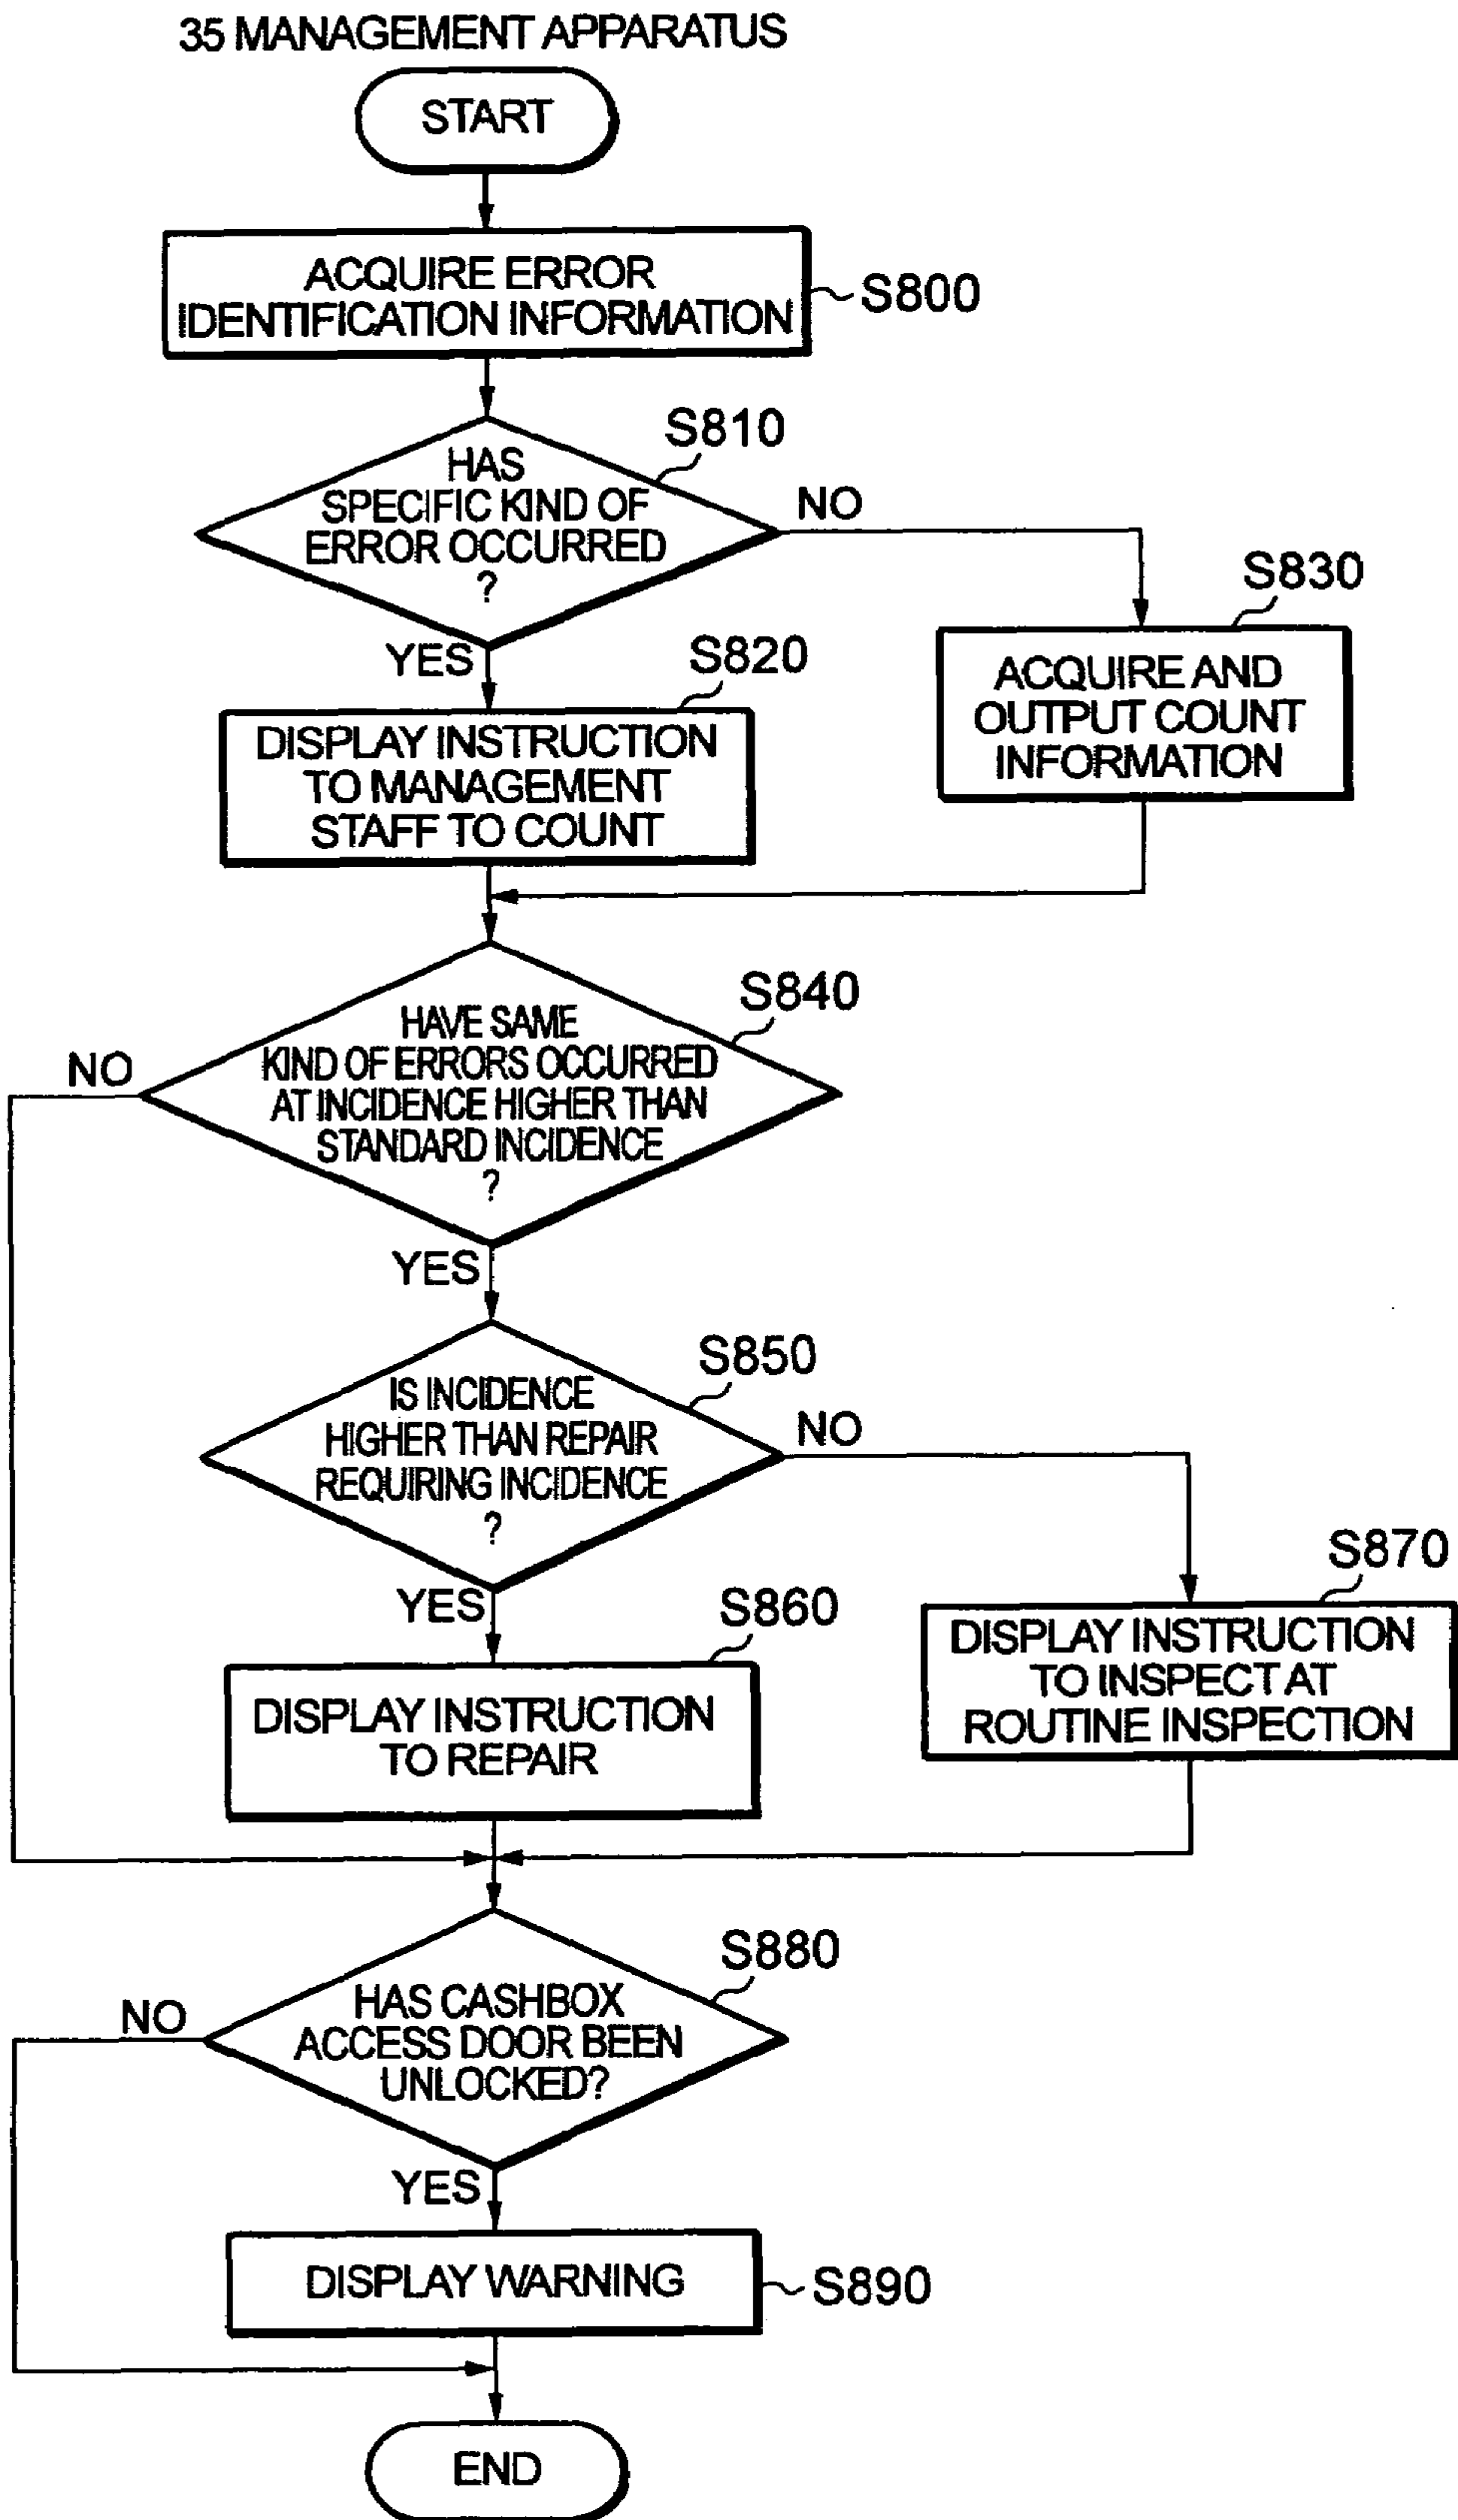 35 MANAGEMENT APPARATUS
START
ACQUIRE ERROR
IDENTIFICATION INFORMATION
S800
S810
HAS
SPECIFIC KIND OF
ERROR OCCURRED
?
NO
YES
S820
S830
DISPLAY INSTRUCTION
TO MANAGEMENT
STAFF TO COUNT
ACQUIRE AND
OUTPUT COUNT
INFORMATION
S840
HAVE SAME
KIND OF ERRORS OCCURRED
AT INCIDENCE HIGHER THAN
STANDARD INCIDENCE
?
NO
YES
S850
IS INCIDENCE
HIGHER THAN REPAIR
REQUIRING INCIDENCE
?
NO
YES
S860
S870
DISPLAY INSTRUCTION
TO REPAIR
DISPLAY INSTRUCTION
TO INSPECT AT
ROUTINE INSPECTION
S880
HAS CASHBOX
ACCESS DOOR BEEN
UNLOCKED?
NO
YES
DISPLAY WARNING
S890
END